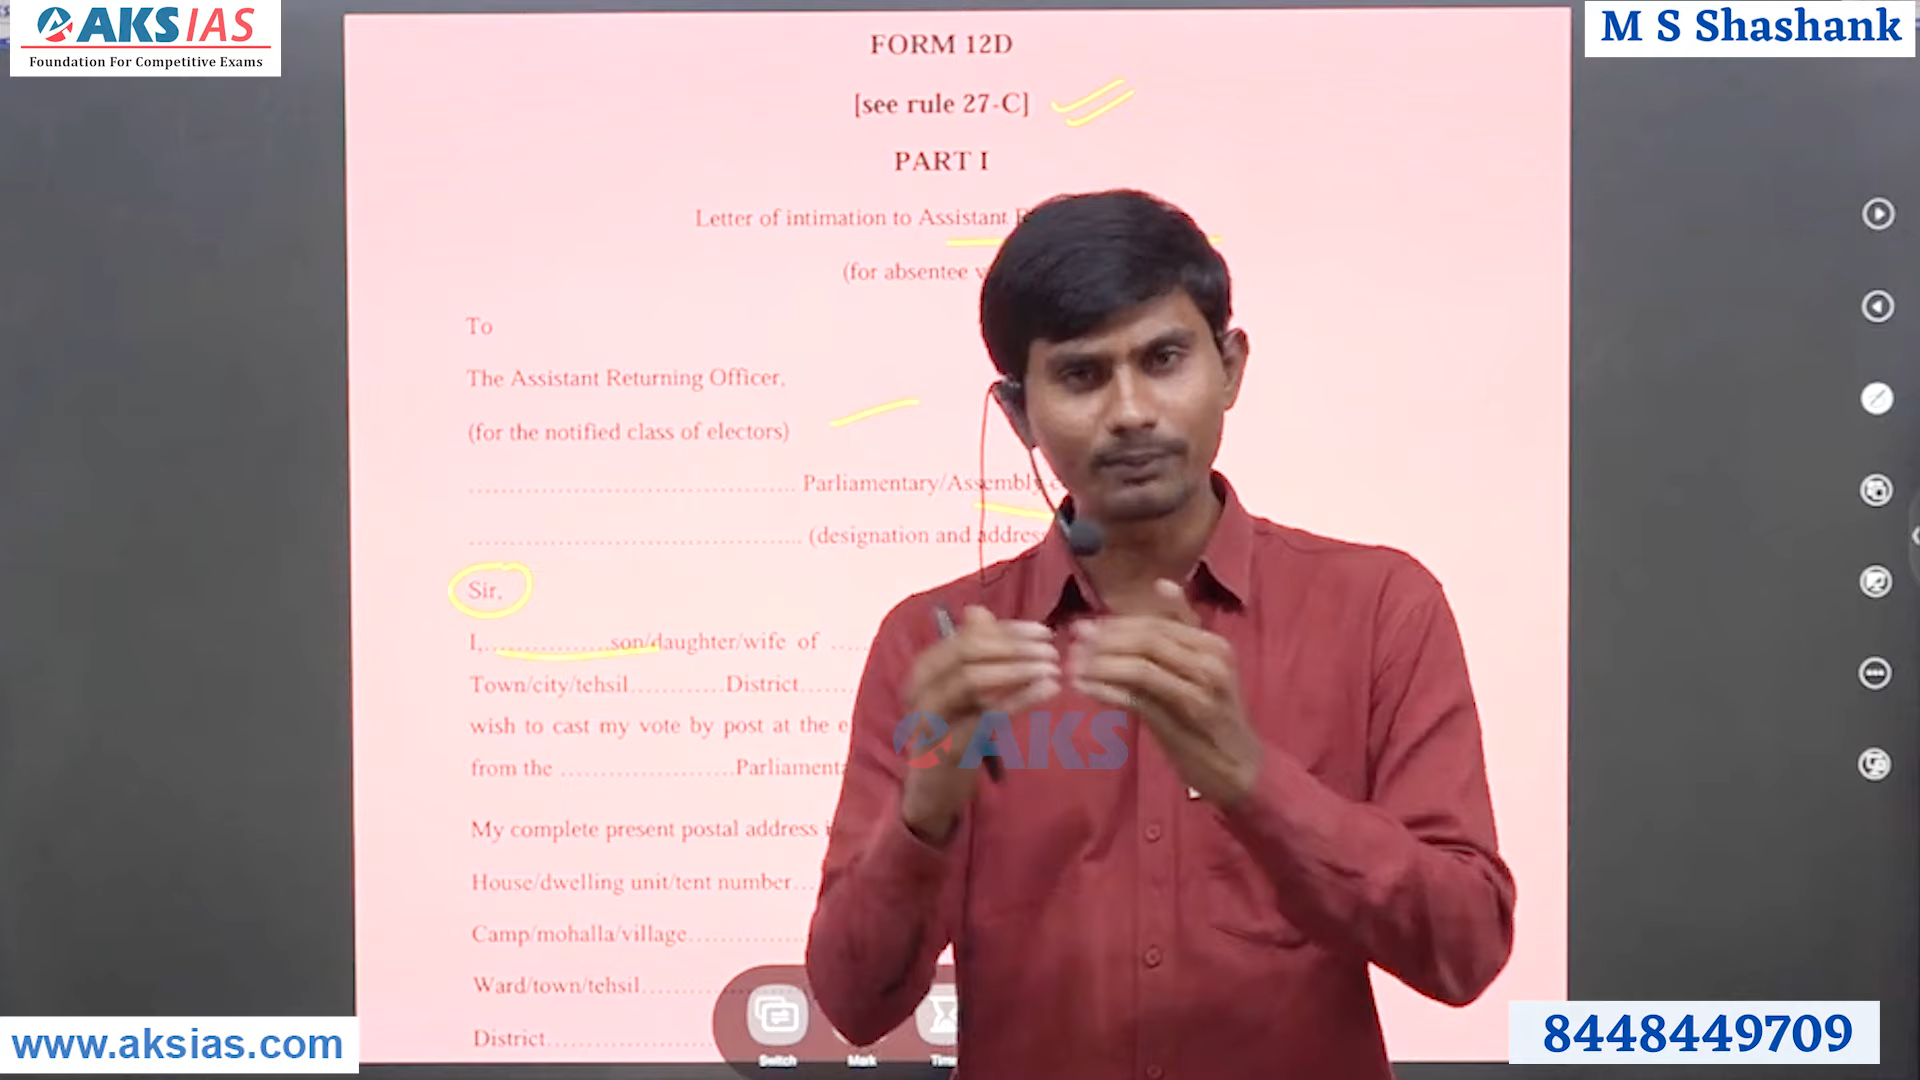 AKS IAS
Foundation For Competitive Exams
M S Shashank
FORM 12D
[see rule 27-C]
PART I
Letter of intimation to Assistant
(for absentee
To
The Assistant Returning Officer,
(for the notified class of electors)
.................................... Parliamentary/Assembly
.................................... (designation and address
Sir,
I,................son/daughter/wife of ....
Town/city/tehsil............District......
wish to cast my vote by post at the
from the ......................Parliamenta
My complete present postal address
House/dwelling unit/tent number...
Camp/mohalla/village..............
Ward/town/tehsil..................
District....................
AKS
Switch
Mark
Time
www.aksias.com
8448449709